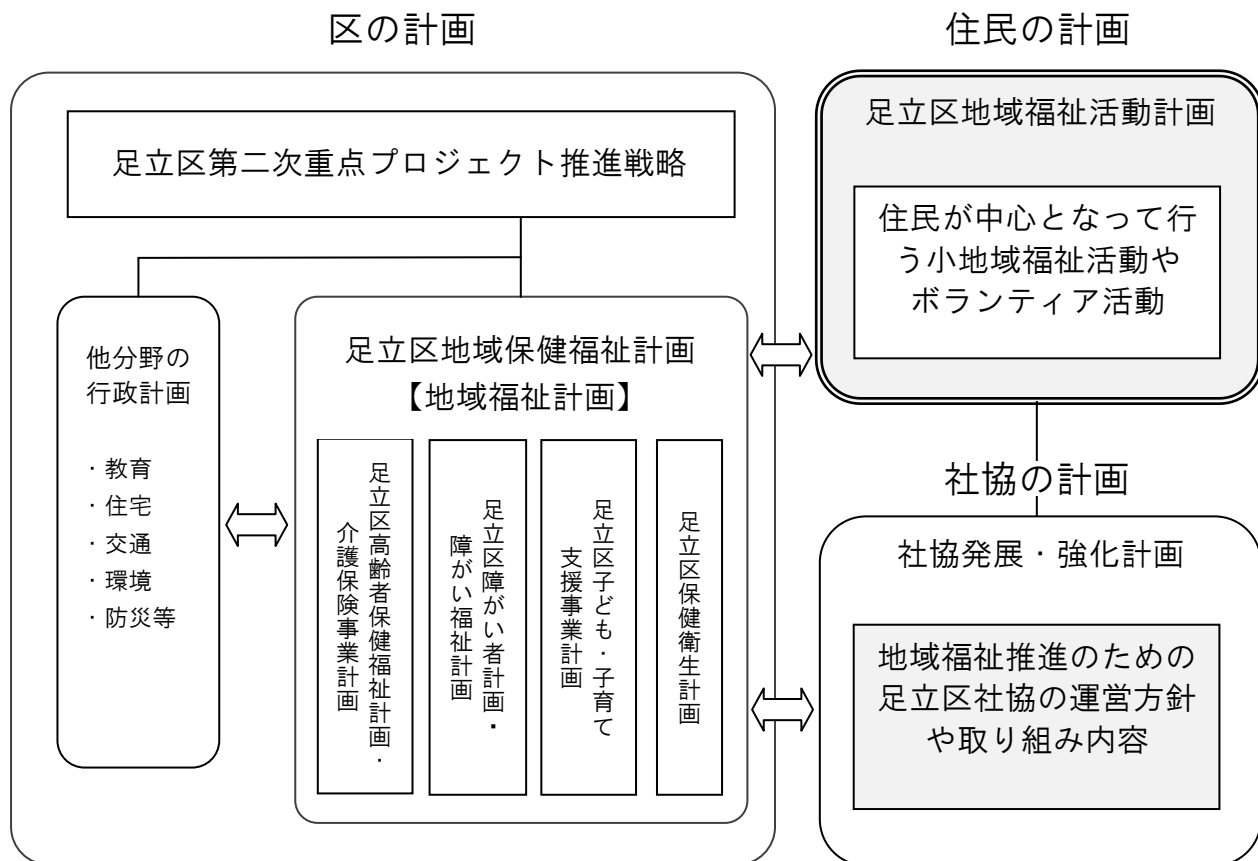 区の計画
足立区第二次重点プロジェクト推進戦略
他分野の
行政計画
・教育
・住宅
・交通
・環境
・防災等
足立区地域保健福祉計画
【地域福祉計画】
足立区高齢者保健福祉計画・
介護保険事業計画
足立区障がい者計画・
障がい福祉計画
足立区子ども・子育て
支援事業計画
足立区保健衛生計画
住民の計画
足立区地域福祉活動計画
住民が中心となって行
う小地域福祉活動や
ボランティア活動
社協の計画
社協発展・強化計画
地域福祉推進のための
足立区社協の運営方針
や取り組み内容